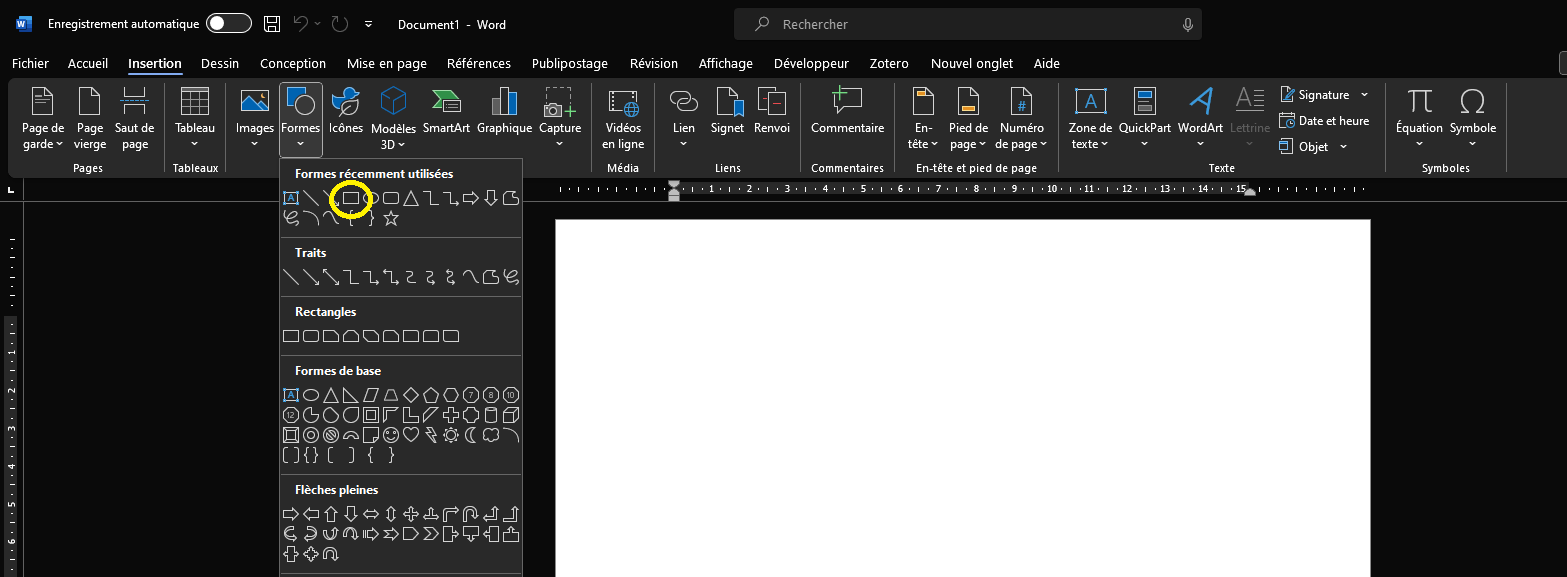 Enregistrement automatique
Document1 - Word
Rechercher
Fichier Accueil Insertion Dessin Conception Mise en page Références Publipostage Révision Affichage Développeur Zotero Nouvel onglet Aide
Page de garde
Page vierge
Saut de page
Pages
Tableau
Tableaux
Images
Formes
Icônes
Modèles 3D
SmartArt
Graphique
Capture
Vidéos en ligne
Média
Lien
Signet
Renvoi
Liens
Commentaire
Commentaires
En-tête
Pied de page
Numéro de page
En-tête et pied de page
Zone de texte
QuickPart
WordArt
Lettrine
Signature
Date et heure
Objet
Texte
Équation
Symbole
Symboles
Formes récemment utilisées
Traits
Rectangles
Formes de base
7 8 10
12
Flèches pleines
1 2 3 4 5 6 7 8 9 10 11 12 13 14 15
1
2
3
4
5
6